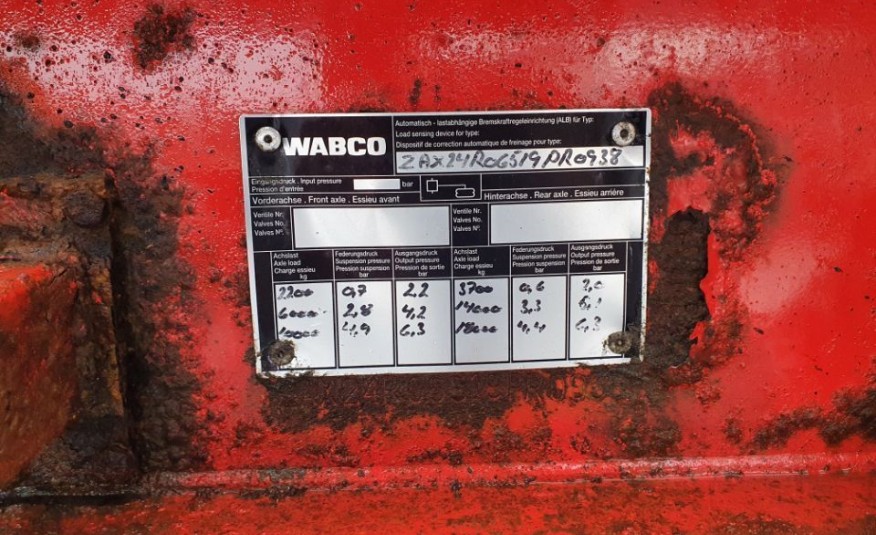 WABCO
Automatisch - lastabhängige Bremskraftregeleinrichtung (ALB) für Typ:
Load sensing device for type:
Dispositif de correction automatique de freinage pour type:
2AX24R06519PR0938
Eingangsdruck . Input pressure
Pression d'entrée
bar
Vorderachse . Front axle . Essieu avant
Hinterachse . Rear axle . Essieu arrière
Ventile Nr.
Valves No.
Valves N°.
Ventile Nr.
Valves No.
Valves N°.
Achslast
Axle load
Charge essieu
kg
Federungsdruck
Suspension pressure
Pression suspension
bar
Ausgangsdruck
Output pressure
Pression de sortie
bar
Achslast
Axle load
Charge essieu
kg
Federungsdruck
Suspension pressure
Pression suspension
bar
Ausgangsdruck
Output pressure
Pression de sortie
bar
2200 0,7 2,2 3700 0,6 2,0
6000 2,8 4,2 14000 3,3
10000 4,9 6,3 18000 4,4 6,3